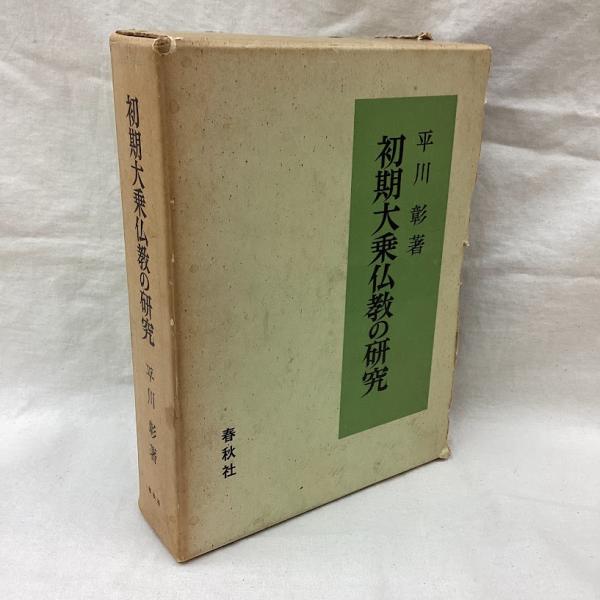 平川 彰著
初期大乗仏教の研究
春秋社
初期大乗仏教の研究
平川 彰著